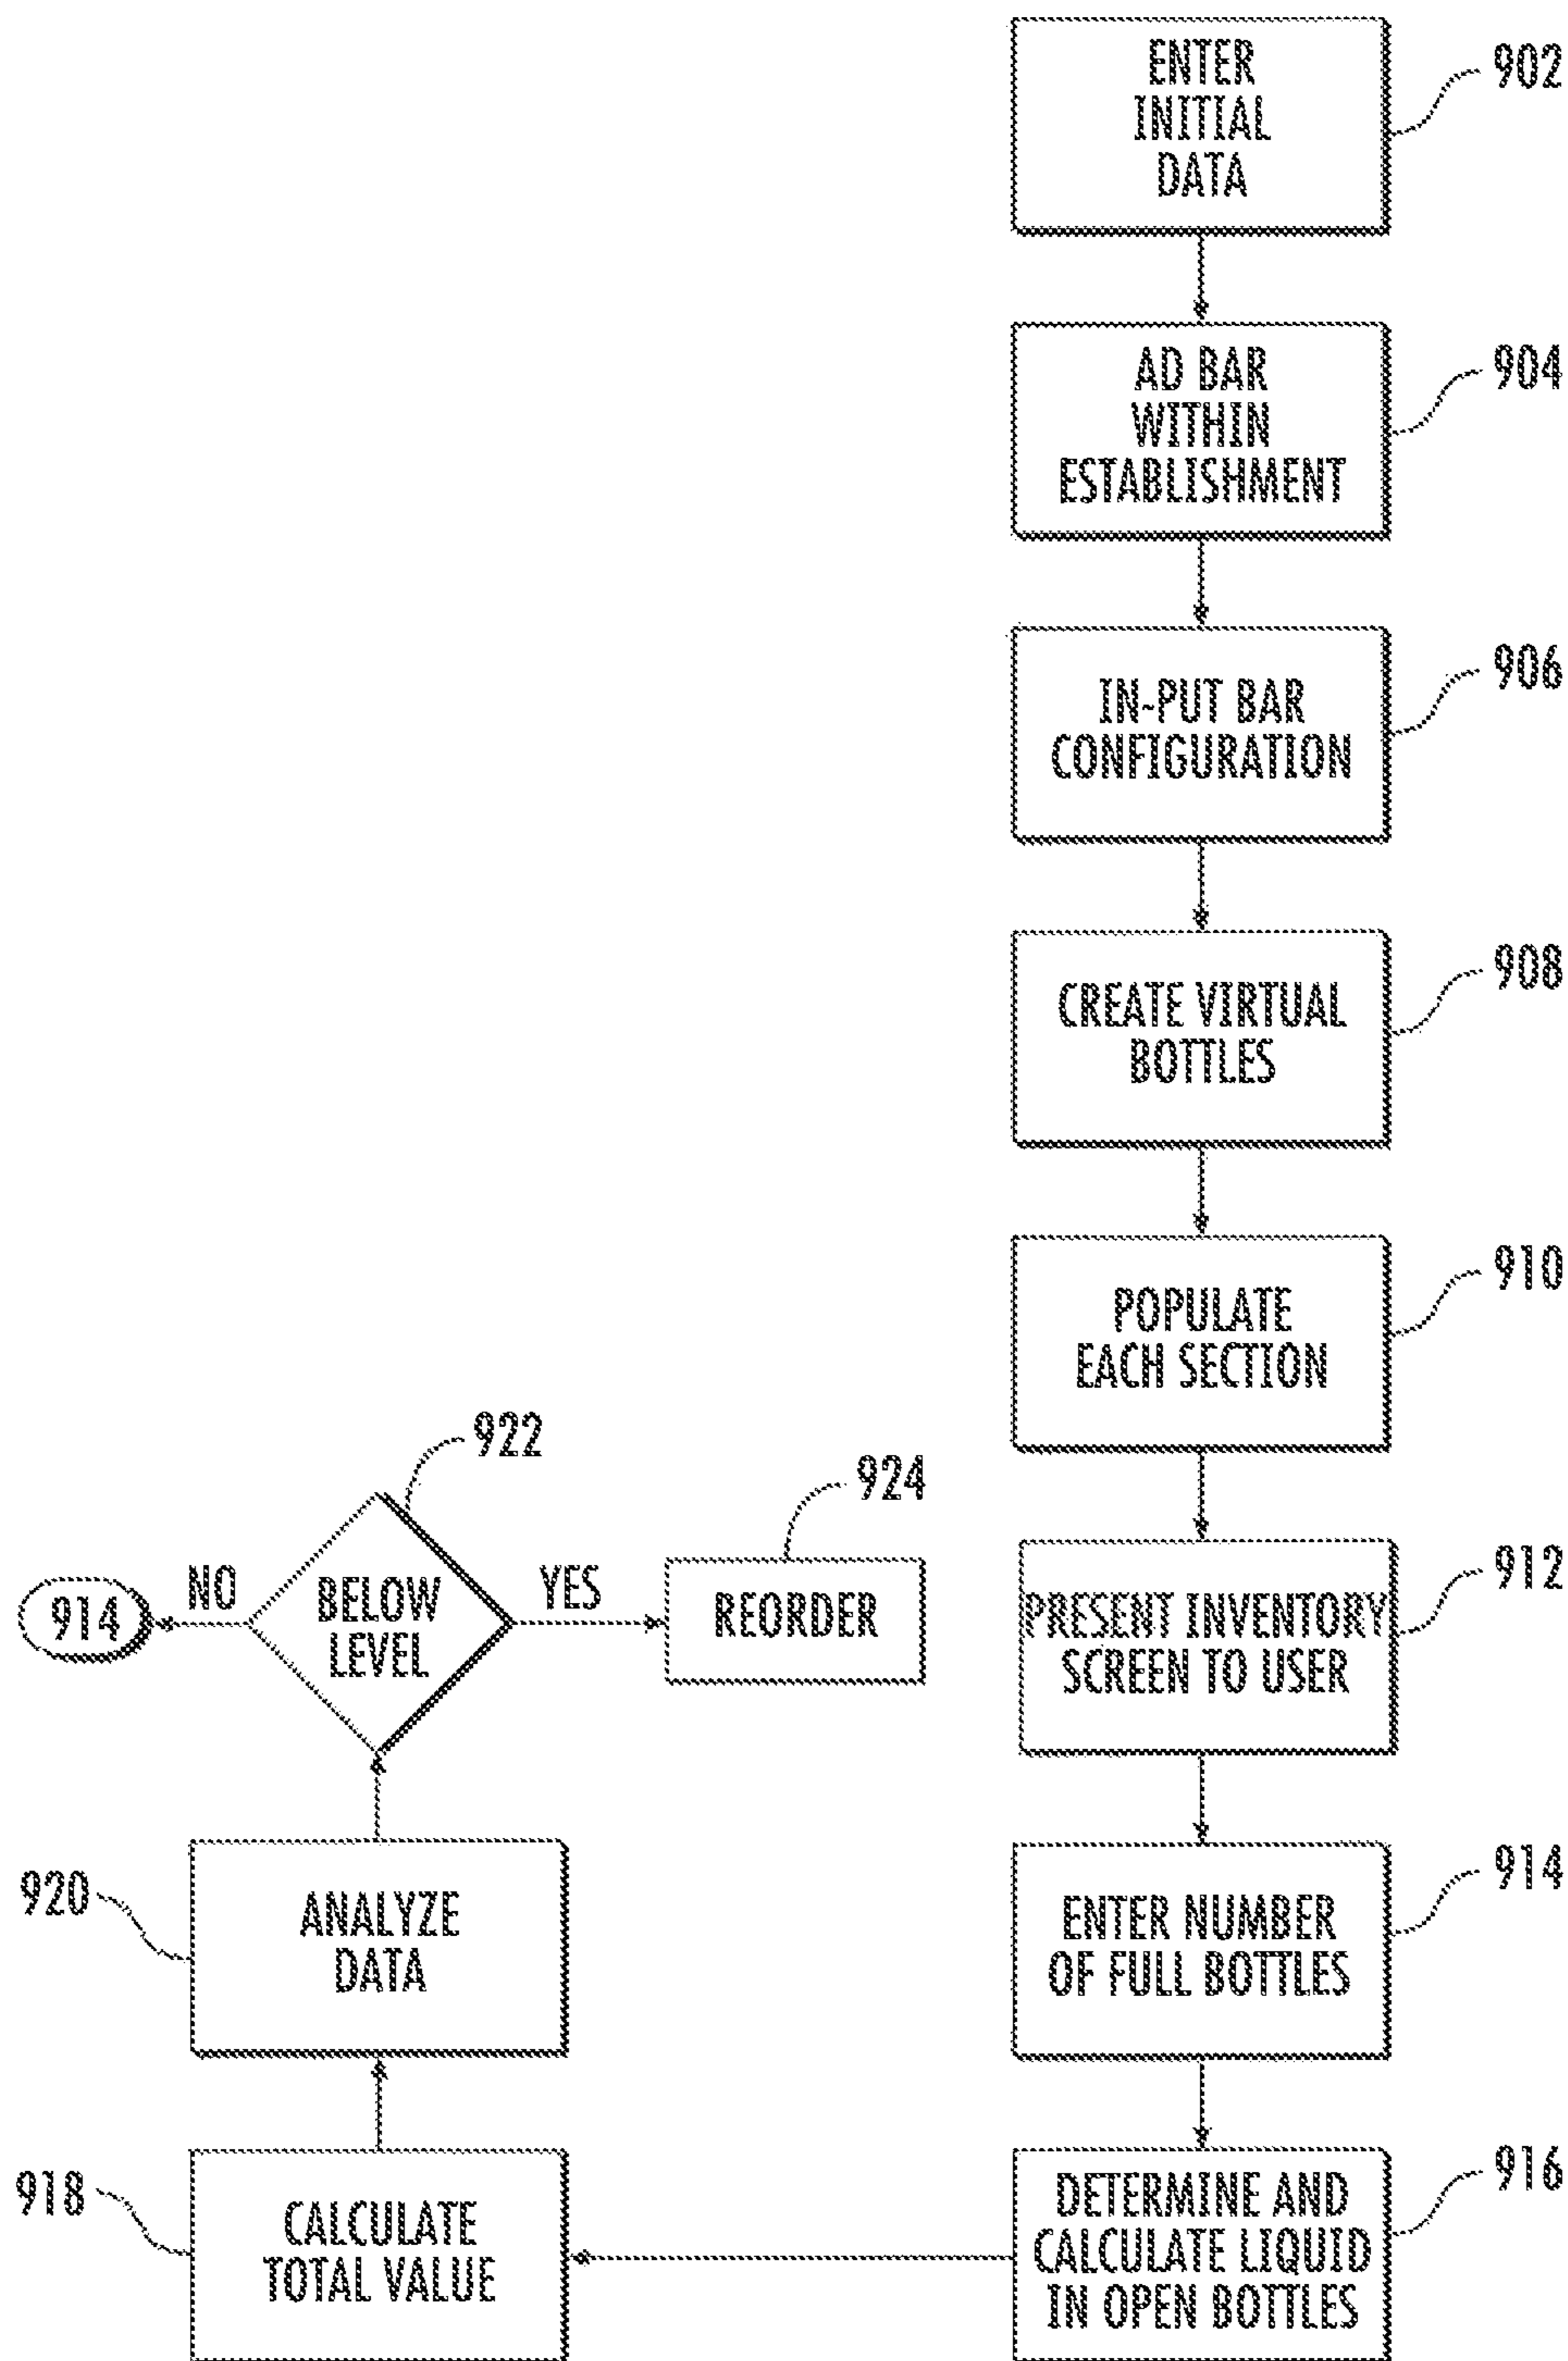 ENTER
INITIAL
DATA
902
AD BAR
WITHIN
ESTABLISHMENT
904
IN-PUT BAR
CONFIGURATION
906
CREATE VIRTUAL
BOTTLES
908
POPULATE
EACH SECTION
910
PRESENT INVENTORY
SCREEN TO USER
912
ENTER NUMBER
OF FULL BOTTLES
914
DETERMINE AND
CALCULATE LIQUID
IN OPEN BOTTLES
916
CALCULATE
TOTAL VALUE
918
ANALYZE
DATA
920
BELOW
LEVEL
922
NO
914
YES
REORDER
924